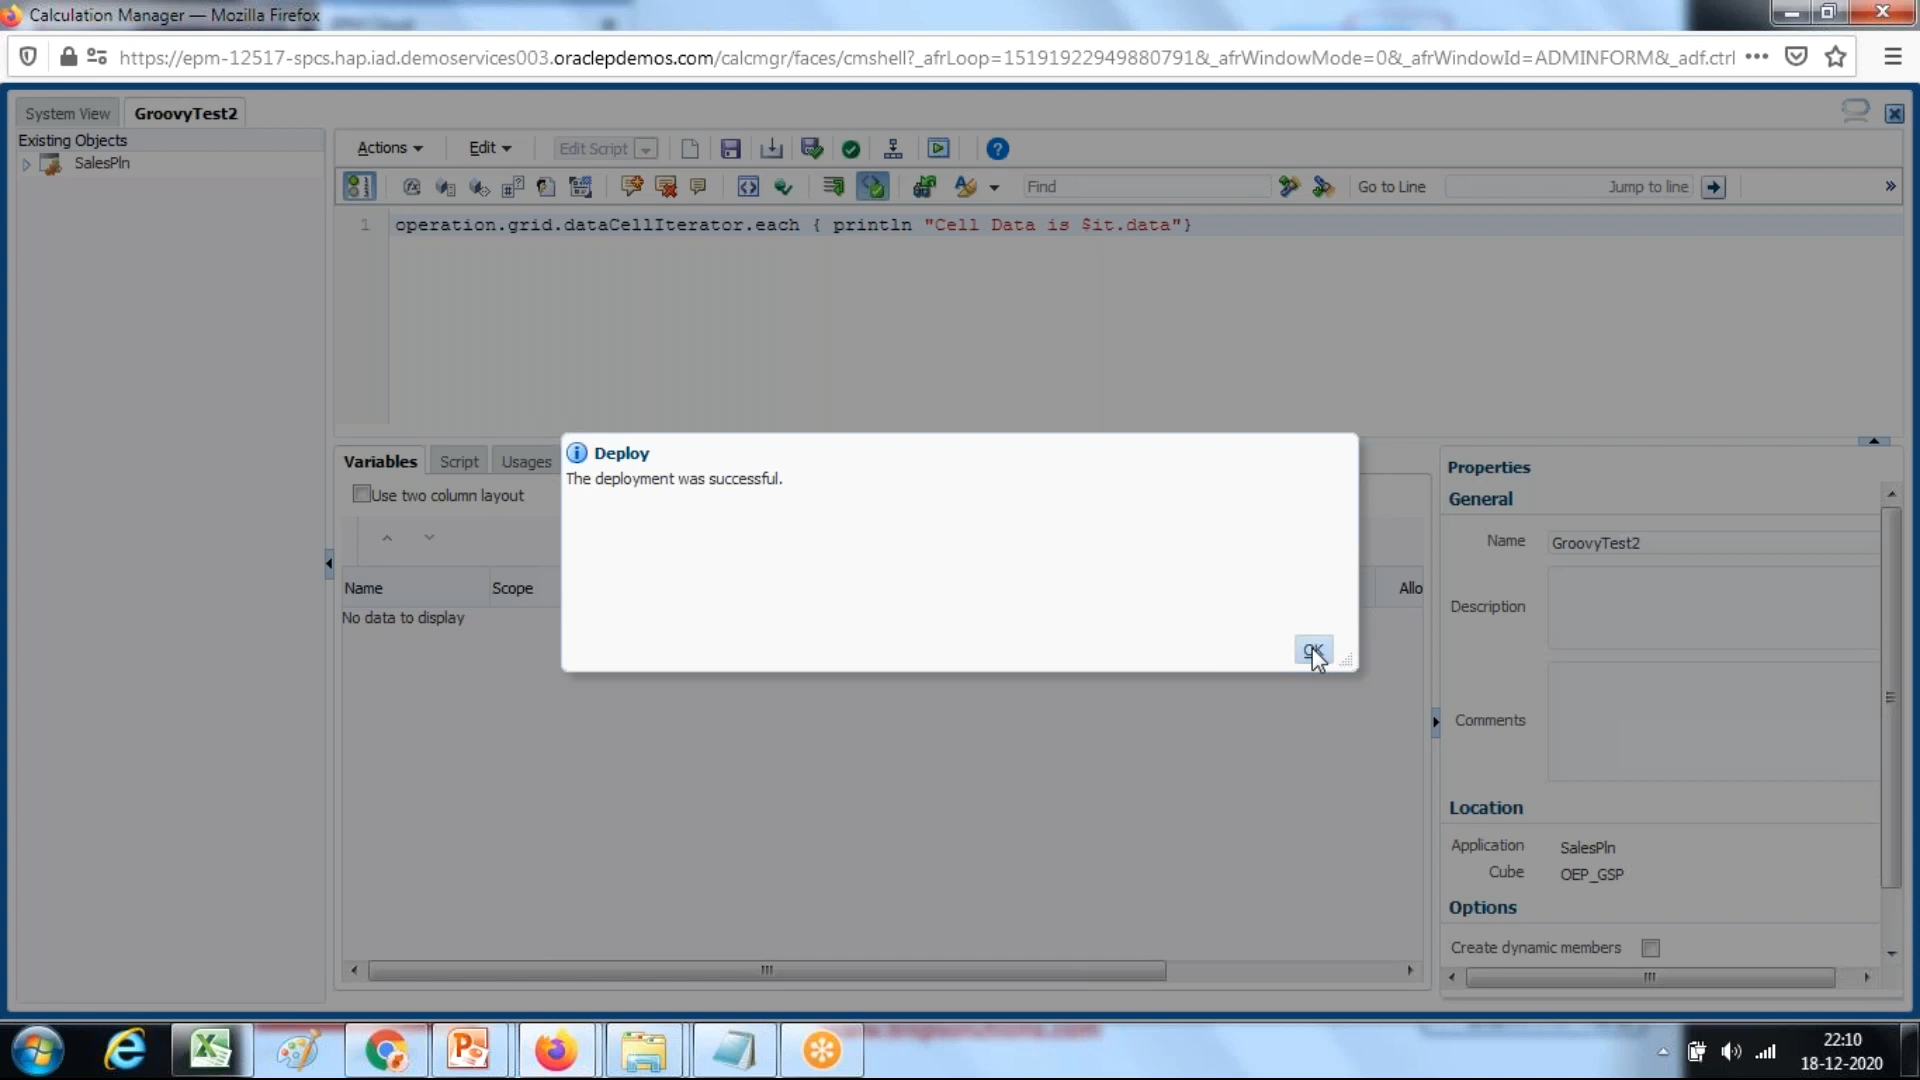 Calculation Manager — Mozilla Firefox
https://epm-12517-spcs.hap.iad.demoservices003.oraclepdemos.com/calcmgr/faces/cmshell?_afrLoop=15191922949880791&_afrWindowMode=0&_afrWindowId=ADMINFORM&_adf.ctrl
System View
GroovyTest2
Existing Objects
SalesPln
Actions
Edit
Edit Script
Find
Go to Line
Jump to line
1
operation.grid.dataCellIterator.each { println "Cell Data is $it.data"}
Deploy
The deployment was successful.
OK
Variables
Script
Usages
Use two column layout
Name
Scope
Allo
No data to display
Properties
General
Name
GroovyTest2
Description
Comments
Location
Application
SalesPln
Cube
OEP_GSP
Options
Create dynamic members
22:10
18-12-2020